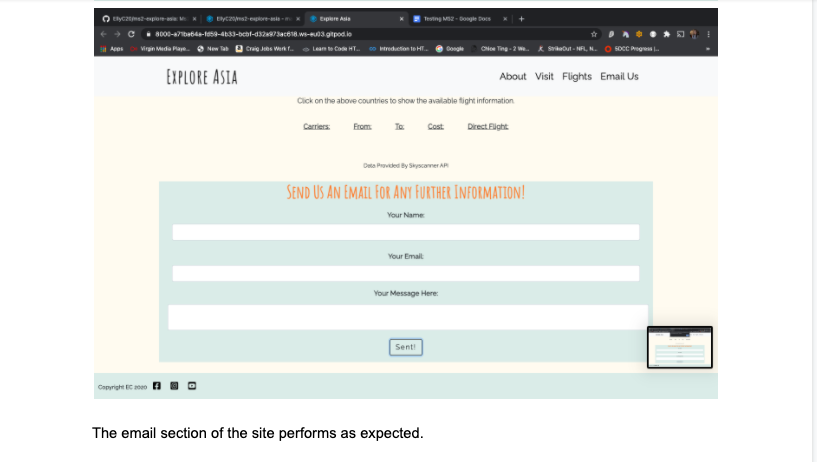 EllyC20/ms2-explore-asia: Mi
EllyC20/ms2-explore-asia
Explore Asia
Testing MS2 - Google Docs
8000-a71ba64a-fd59-4b33-bcbf-d32a973ac618.ws-eu03.gitpod.io
Apps
Virgin Media Playe...
New Tab
Craig Jobs Work f...
Learn to Code HT...
Introduction to HT...
Google
Chloe Ting - 2 We...
StrikeOut - NFL, N...
5DCC Progress (...
Explore Asia
About Visit Flights Email Us
Click on the above countries to show the available flight information.
Carriers: From: To: Cost: Direct Flight:
Data Provided By Skyscanner API
Send Us An Email For Any Further Information!
Your Name:
Your Email:
Your Message Here:
Sent!
Copyright EC 2020
The email section of the site performs as expected.